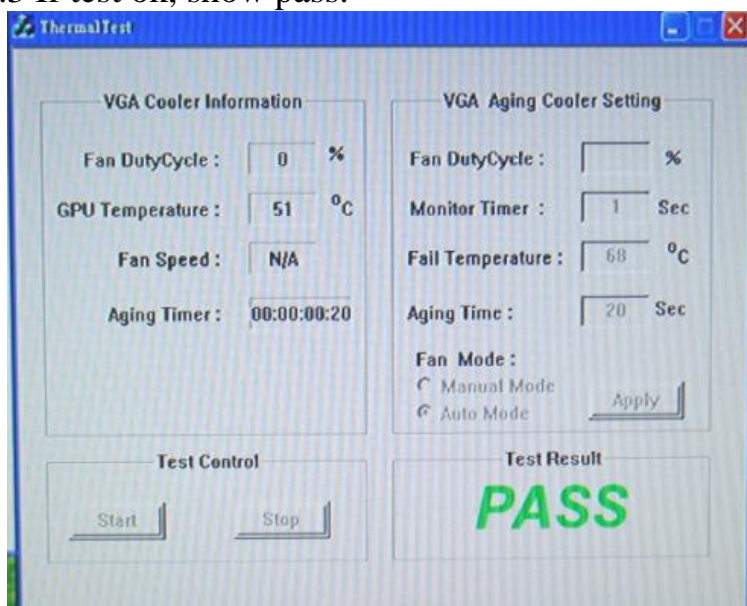 If test on, show pass.
ThermalTest
VGA Cooler Information
Fan DutyCycle : 0 %
GPU Temperature : 51 °C
Fan Speed : N/A
Aging Timer : 00:00:00:20
VGA Aging Cooler Setting
Fan DutyCycle : %
Monitor Timer : 1 Sec
Fail Temperature : 68 °C
Aging Time : 20 Sec
Fan Mode :
Manual Mode
Auto Mode
Apply
Test Control
Start
Stop
Test Result
PASS